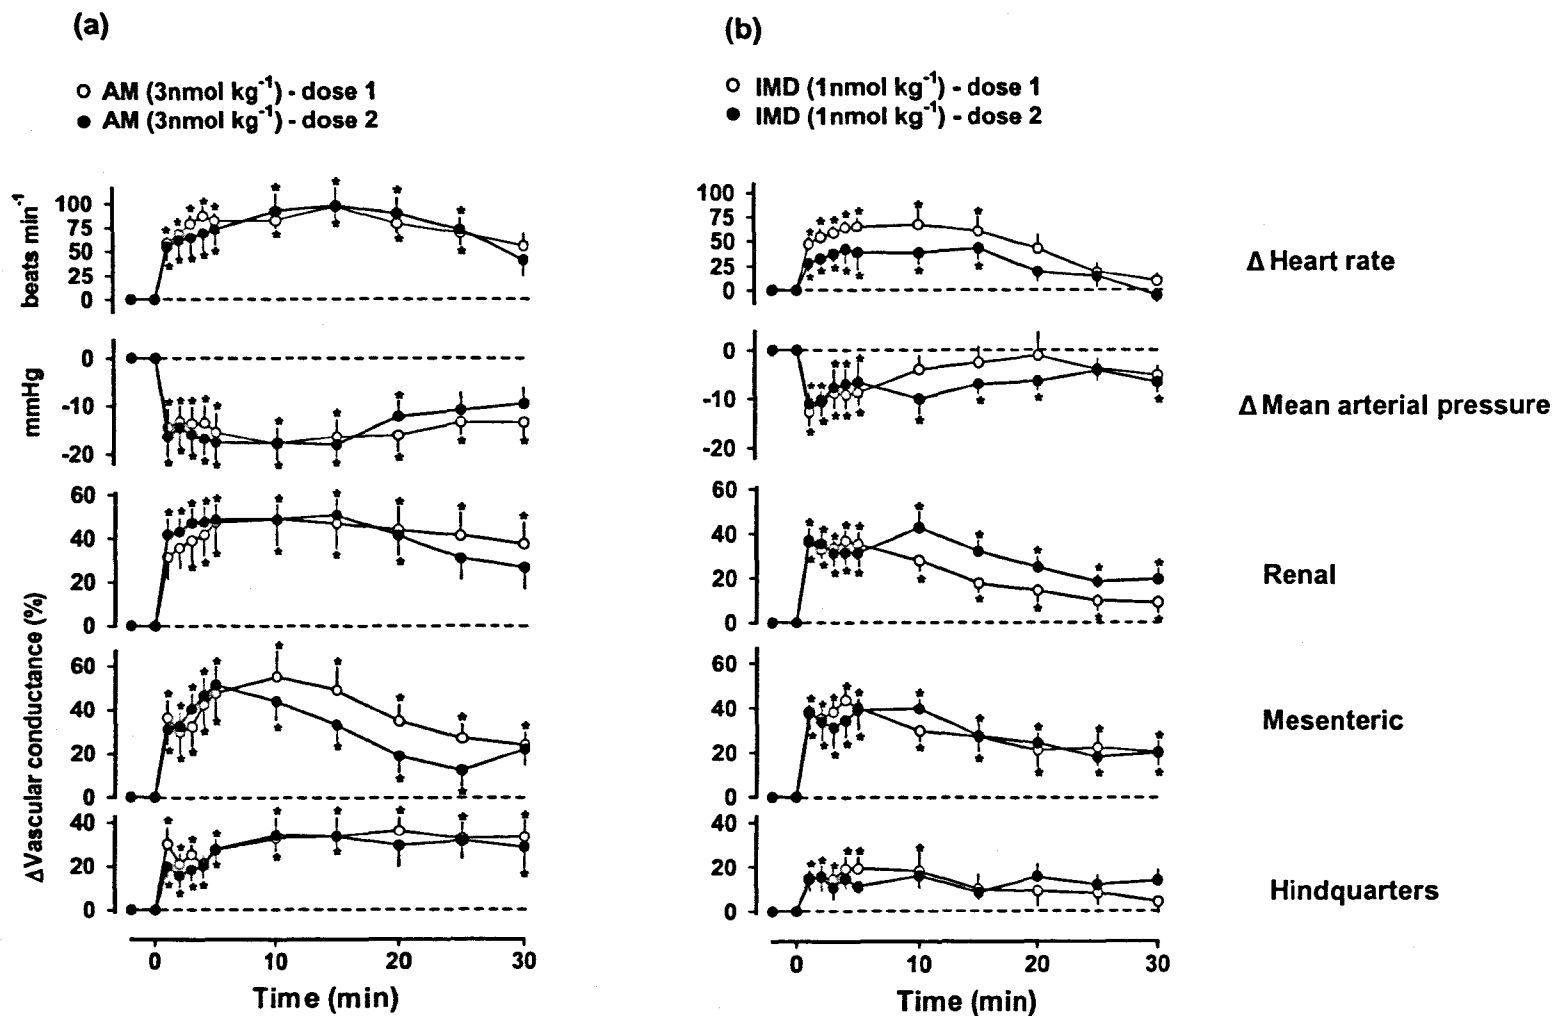 (a)
○ AM (3nmol kg⁻¹) - dose 1
● AM (3nmol kg⁻¹) - dose 2
beats min⁻¹
100
75
50
25
0
mmHg
0
-10
-20
ΔVascular conductance (%)
60
40
20
0
60
40
20
0
40
20
0
0 10 20 30
Time (min)
(b)
○ IMD (1nmol kg⁻¹) - dose 1
● IMD (1nmol kg⁻¹) - dose 2
100
75
50
25
0
Δ Heart rate
0
-10
-20
Δ Mean arterial pressure
60
40
20
0
Renal
60
40
20
0
Mesenteric
40
20
0
Hindquarters
0 10 20 30
Time (min)